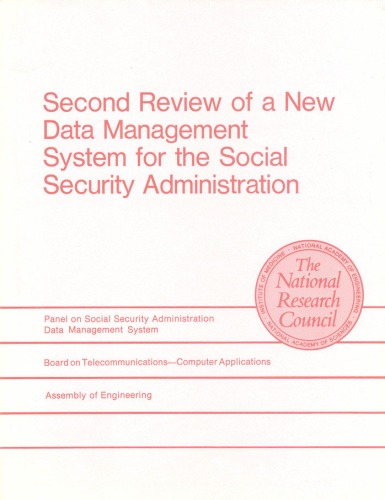 Second Review of a New
Data Management
System for the Social
Security Administration
INSTITUTE OF MEDICINE
NATIONAL ACADEMY OF ENGINEERING
NATIONAL ACADEMY OF SCIENCES
The
National
Research
Council
Panel on Social Security Administration
Data Management System
Board on Telecommunications—Computer Applications
Assembly of Engineering